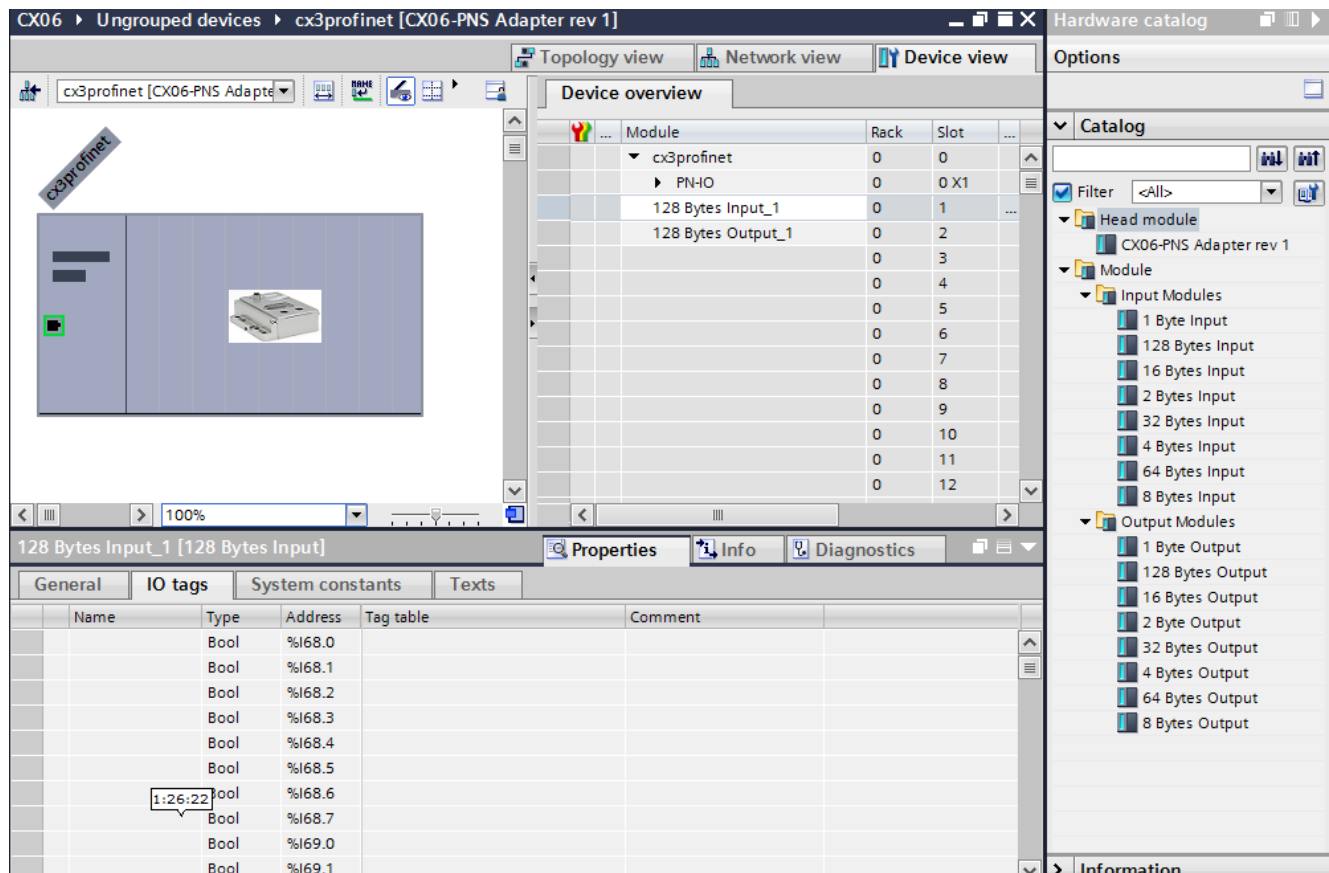 CX06 ▸ Ungrouped devices ▸ cx3profinet [CX06-PNS Adapter rev 1]
Topology view Network view Device view
cx3profinet [CX06-PNS Adapte
NAME
cx3profinet
Device overview
... Module Rack Slot ...
cx3profinet 0 0
PN-IO 0 0 X1
128 Bytes Input_1 0 1 ...
128 Bytes Output_1 0 2
0 3
0 4
0 5
0 6
0 7
0 8
0 9
0 10
0 11
0 12
100%
128 Bytes Input_1 [128 Bytes Input]
Properties Info Diagnostics
General IO tags System constants Texts
Name Type Address Tag table Comment
Bool %I68.0
Bool %I68.1
Bool %I68.2
Bool %I68.3
Bool %I68.4
Bool %I68.5
Bool %I68.6
1:26:22
Bool %I68.7
Bool %I69.0
Bool %I69.1
Hardware catalog
Options
Catalog
Filter <All>
Head module
CX06-PNS Adapter rev 1
Module
Input Modules
1 Byte Input
128 Bytes Input
16 Bytes Input
2 Bytes Input
32 Bytes Input
4 Bytes Input
64 Bytes Input
8 Bytes Input
Output Modules
1 Byte Output
128 Bytes Output
16 Bytes Output
2 Byte Output
32 Bytes Output
4 Bytes Output
64 Bytes Output
8 Bytes Output
Information